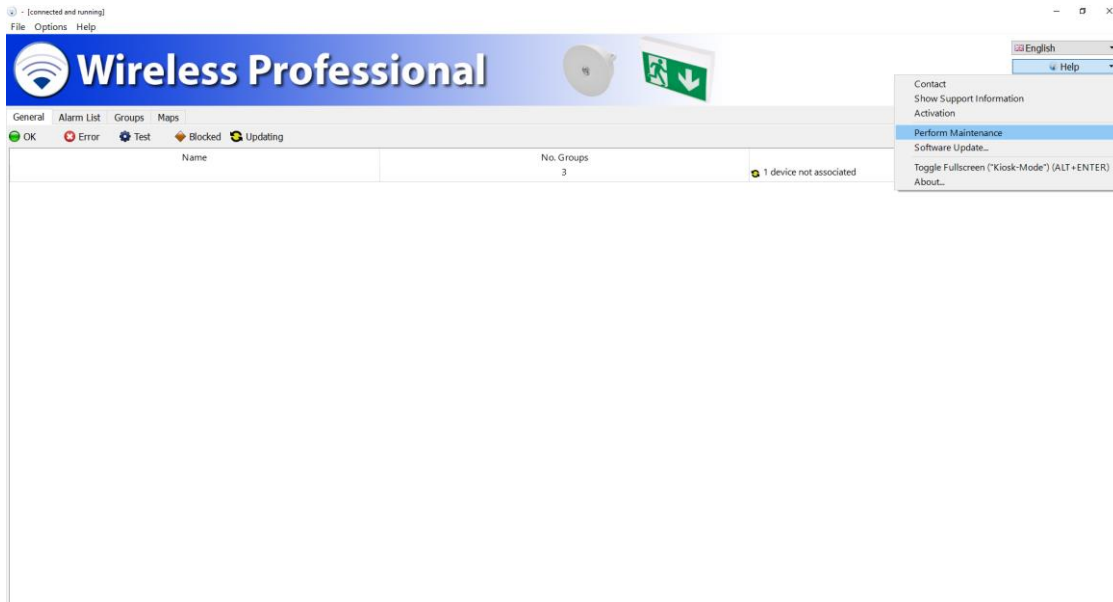 - [connected and running]
File Options Help
Wireless Professional
English
Help
Contact
Show Support Information
Activation
Perform Maintenance
Software Update...
Toggle Fullscreen ("Kiosk-Mode") (ALT+ENTER)
About...
General Alarm List Groups Maps
OK Error Test Blocked Updating
Name No. Groups
3 1 device not associated